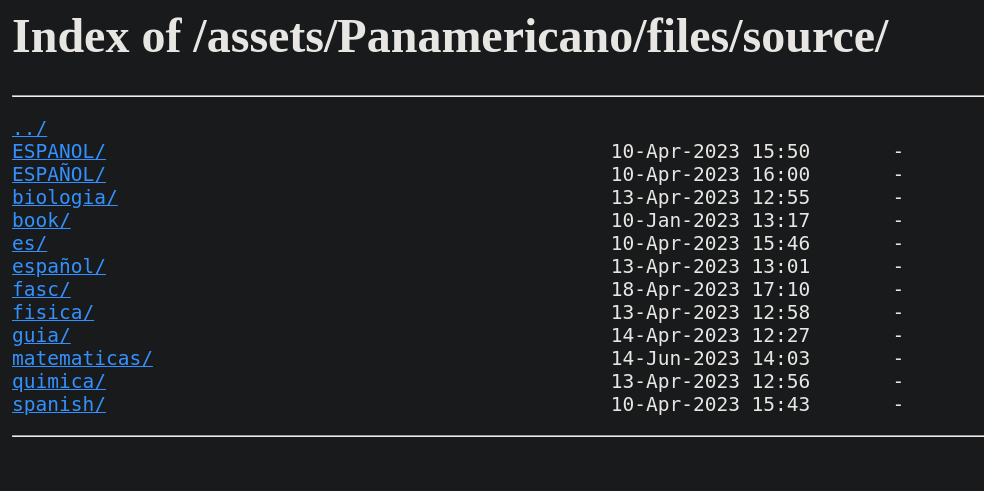 Index of /assets/Panamericano/files/source/
../
ESPANOL/ 10-Apr-2023 15:50 -
ESPAÑOL/ 10-Apr-2023 16:00 -
biologia/ 13-Apr-2023 12:55 -
book/ 10-Jan-2023 13:17 -
es/ 10-Apr-2023 15:46 -
español/ 13-Apr-2023 13:01 -
fasc/ 18-Apr-2023 17:10 -
fisica/ 13-Apr-2023 12:58 -
guia/ 14-Apr-2023 12:27 -
matematicas/ 14-Jun-2023 14:03 -
quimica/ 13-Apr-2023 12:56 -
spanish/ 10-Apr-2023 15:43 -